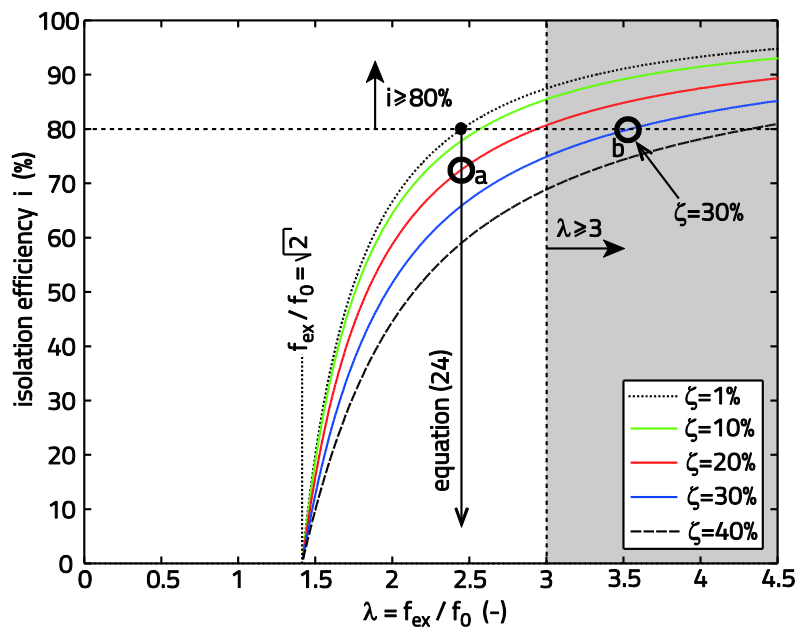 100
90
80
70
60
50
40
30
20
10
0
isolation efficiency i (%)
i⩾80%
a
b
ζ=30%
λ⩾3
f_ex / f_0 = √2
equation (24)
ζ=1%
ζ=10%
ζ=20%
ζ=30%
ζ=40%
0 0.5 1 1.5 2 2.5 3 3.5 4 4.5
λ = f_ex / f_0 (-)